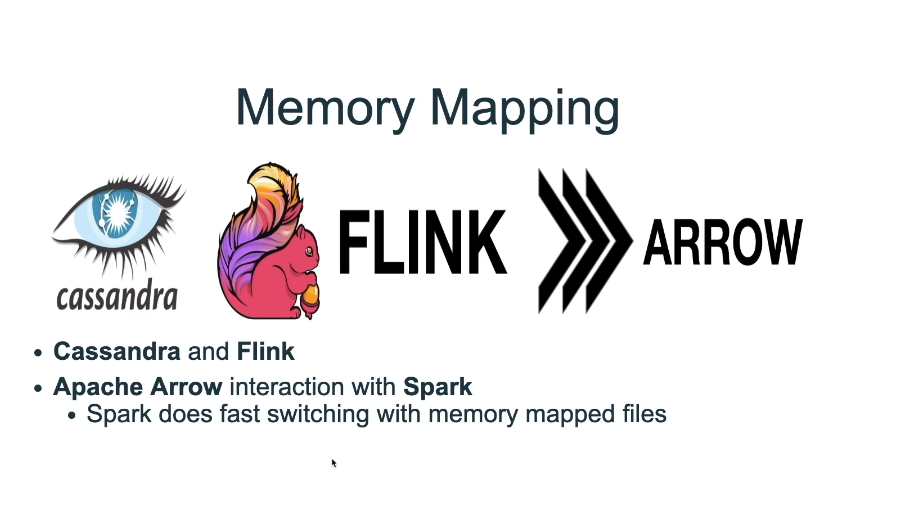 Memory Mapping
cassandra
FLINK
ARROW
• Cassandra and Flink
• Apache Arrow interaction with Spark
• Spark does fast switching with memory mapped files